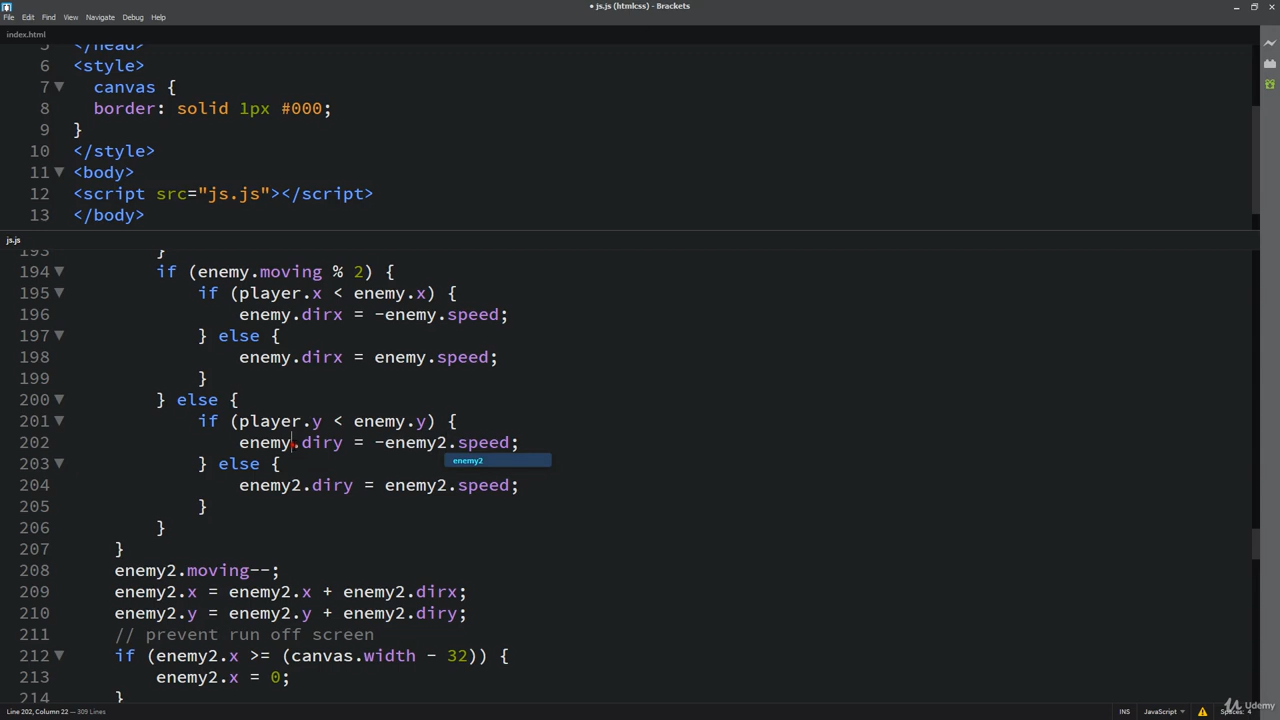 js.js (htmlcss) - Brackets
File Edit Find View Navigate Debug Help
index.html
5 </head>
6 <style>
7 canvas {
8 border: solid 1px #000;
9 }
10 </style>
11 <body>
12 <script src="js.js"></script>
13 </body>
js.js
193 }
194 if (enemy.moving % 2) {
195 if (player.x < enemy.x) {
196 enemy.dirx = -enemy.speed;
197 } else {
198 enemy.dirx = enemy.speed;
199 }
200 } else {
201 if (player.y < enemy.y) {
202 enemy.diry = -enemy2.speed;
enemy2
203 } else {
204 enemy2.diry = enemy2.speed;
205 }
206 }
207 }
208 enemy2.moving--;
209 enemy2.x = enemy2.x + enemy2.dirx;
210 enemy2.y = enemy2.y + enemy2.diry;
211 // prevent run off screen
212 if (enemy2.x >= (canvas.width - 32)) {
213 enemy2.x = 0;
214 }
Line 202, Column 22 — 309 Lines
INS JavaScript Spaces: 4
Udemy